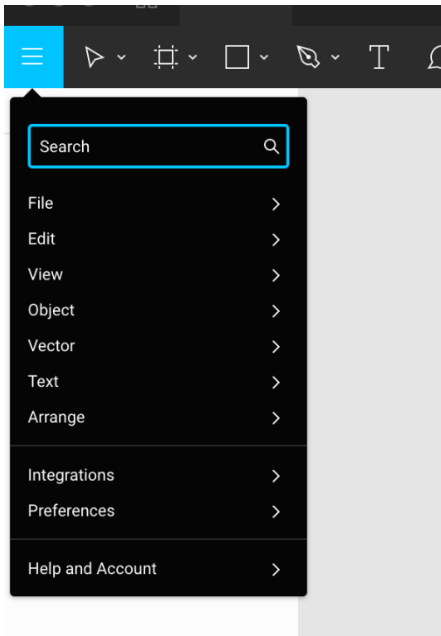 Search
File
Edit
View
Object
Vector
Text
Arrange
Integrations
Preferences
Help and Account